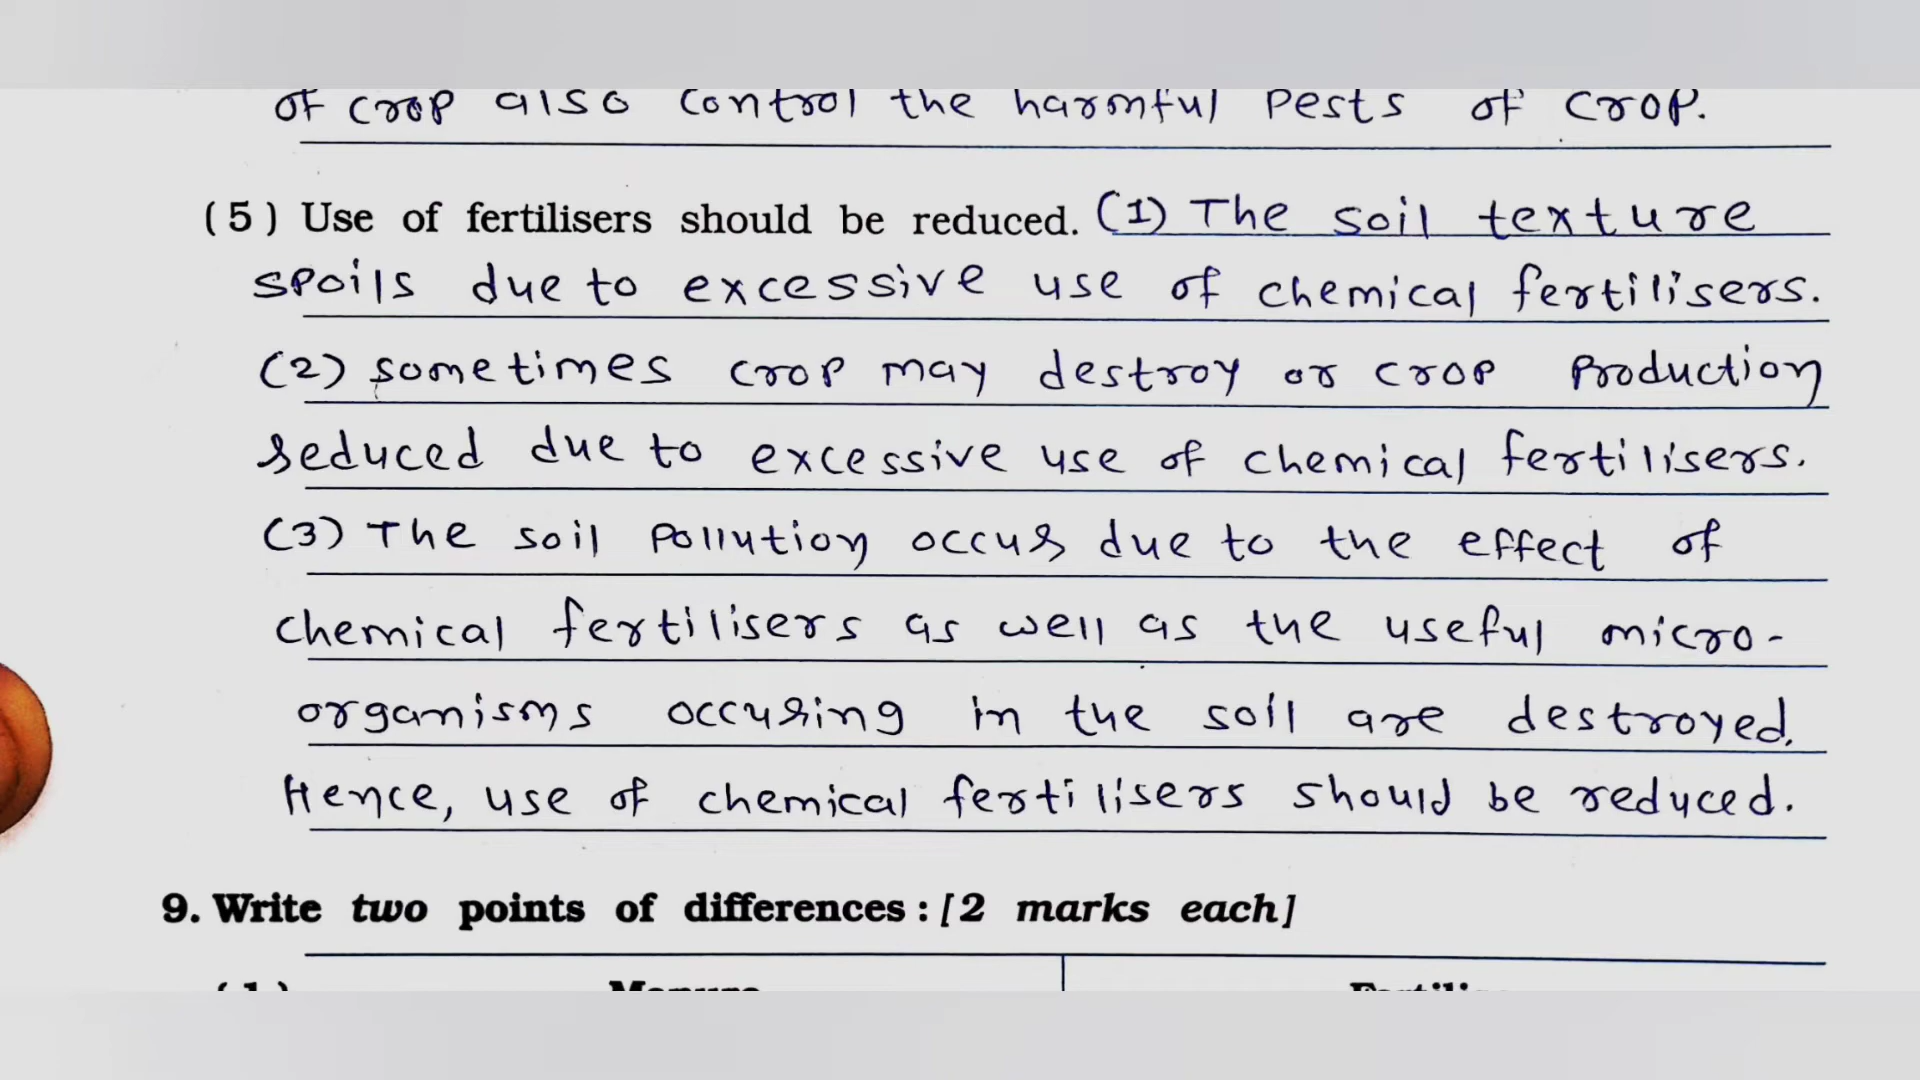 of crop also control the harmful pests of crop.
(5) Use of fertilisers should be reduced. (1) The soil texture
spoils due to excessive use of chemical fertilisers.
(2) sometimes crop may destroy or crop production
reduced due to excessive use of chemical fertilisers.
(3) The soil pollution occur due to the effect of
chemical fertilisers as well as the useful micro-
organisms occuring in the soil are destroyed.
Hence, use of chemical fertilisers should be reduced.
9. Write two points of differences : [2 marks each]
(1) Manure